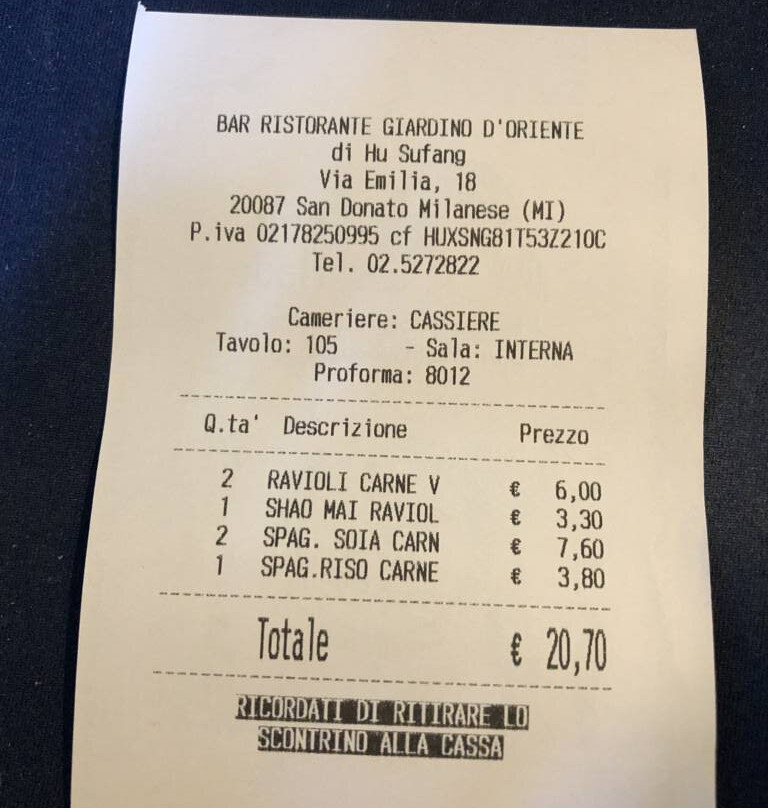 BAR RISTORANTE GIARDINO D'ORIENTE
di Hu Sufang
Via Emilia, 18
20087 San Donato Milanese (MI)
P.iva 02178250995 cf HUXSNG81T53Z210C
Tel. 02.5272822
Cameriere: CASSIERE
Tavolo: 105 - Sala: INTERNA
Proforma: 8012
Q.ta' Descrizione Prezzo
2 RAVIOLI CARNE V € 6,00
1 SHAO MAI RAVIOL € 3,30
2 SPAG. SOIA CARN € 7,60
1 SPAG.RISO CARNE € 3,80
Totale € 20,70
RICORDATI DI RITIRARE LO
SCONTRINO ALLA CASSA